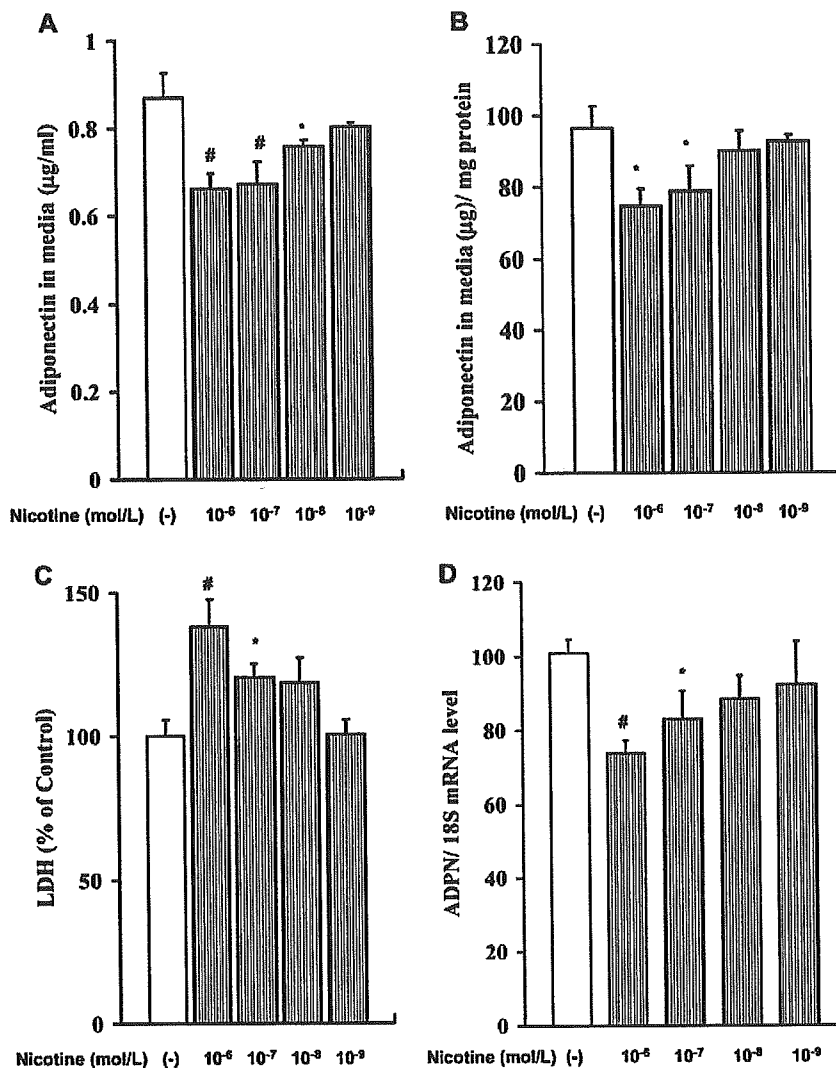 A
Adiponectin in media (µg/ml)
1
0.8
0.6
0.4
0.2
0
#
#
*
Nicotine (mol/L) (-) 10⁻⁶ 10⁻⁷ 10⁻⁸ 10⁻⁹
B
Adiponectin in media (µg)/ mg protein
120
100
80
60
40
20
0
*
*
Nicotine (mol/L) (-) 10⁻⁶ 10⁻⁷ 10⁻⁸ 10⁻⁹
C
LDH (% of Control)
150
100
50
0
#
*
Nicotine (mol/L) (-) 10⁻⁶ 10⁻⁷ 10⁻⁸ 10⁻⁹
D
ADPN/ 18S mRNA level
120
100
80
60
40
20
0
#
*
Nicotine (mol/L) (-) 10⁻⁶ 10⁻⁷ 10⁻⁸ 10⁻⁹